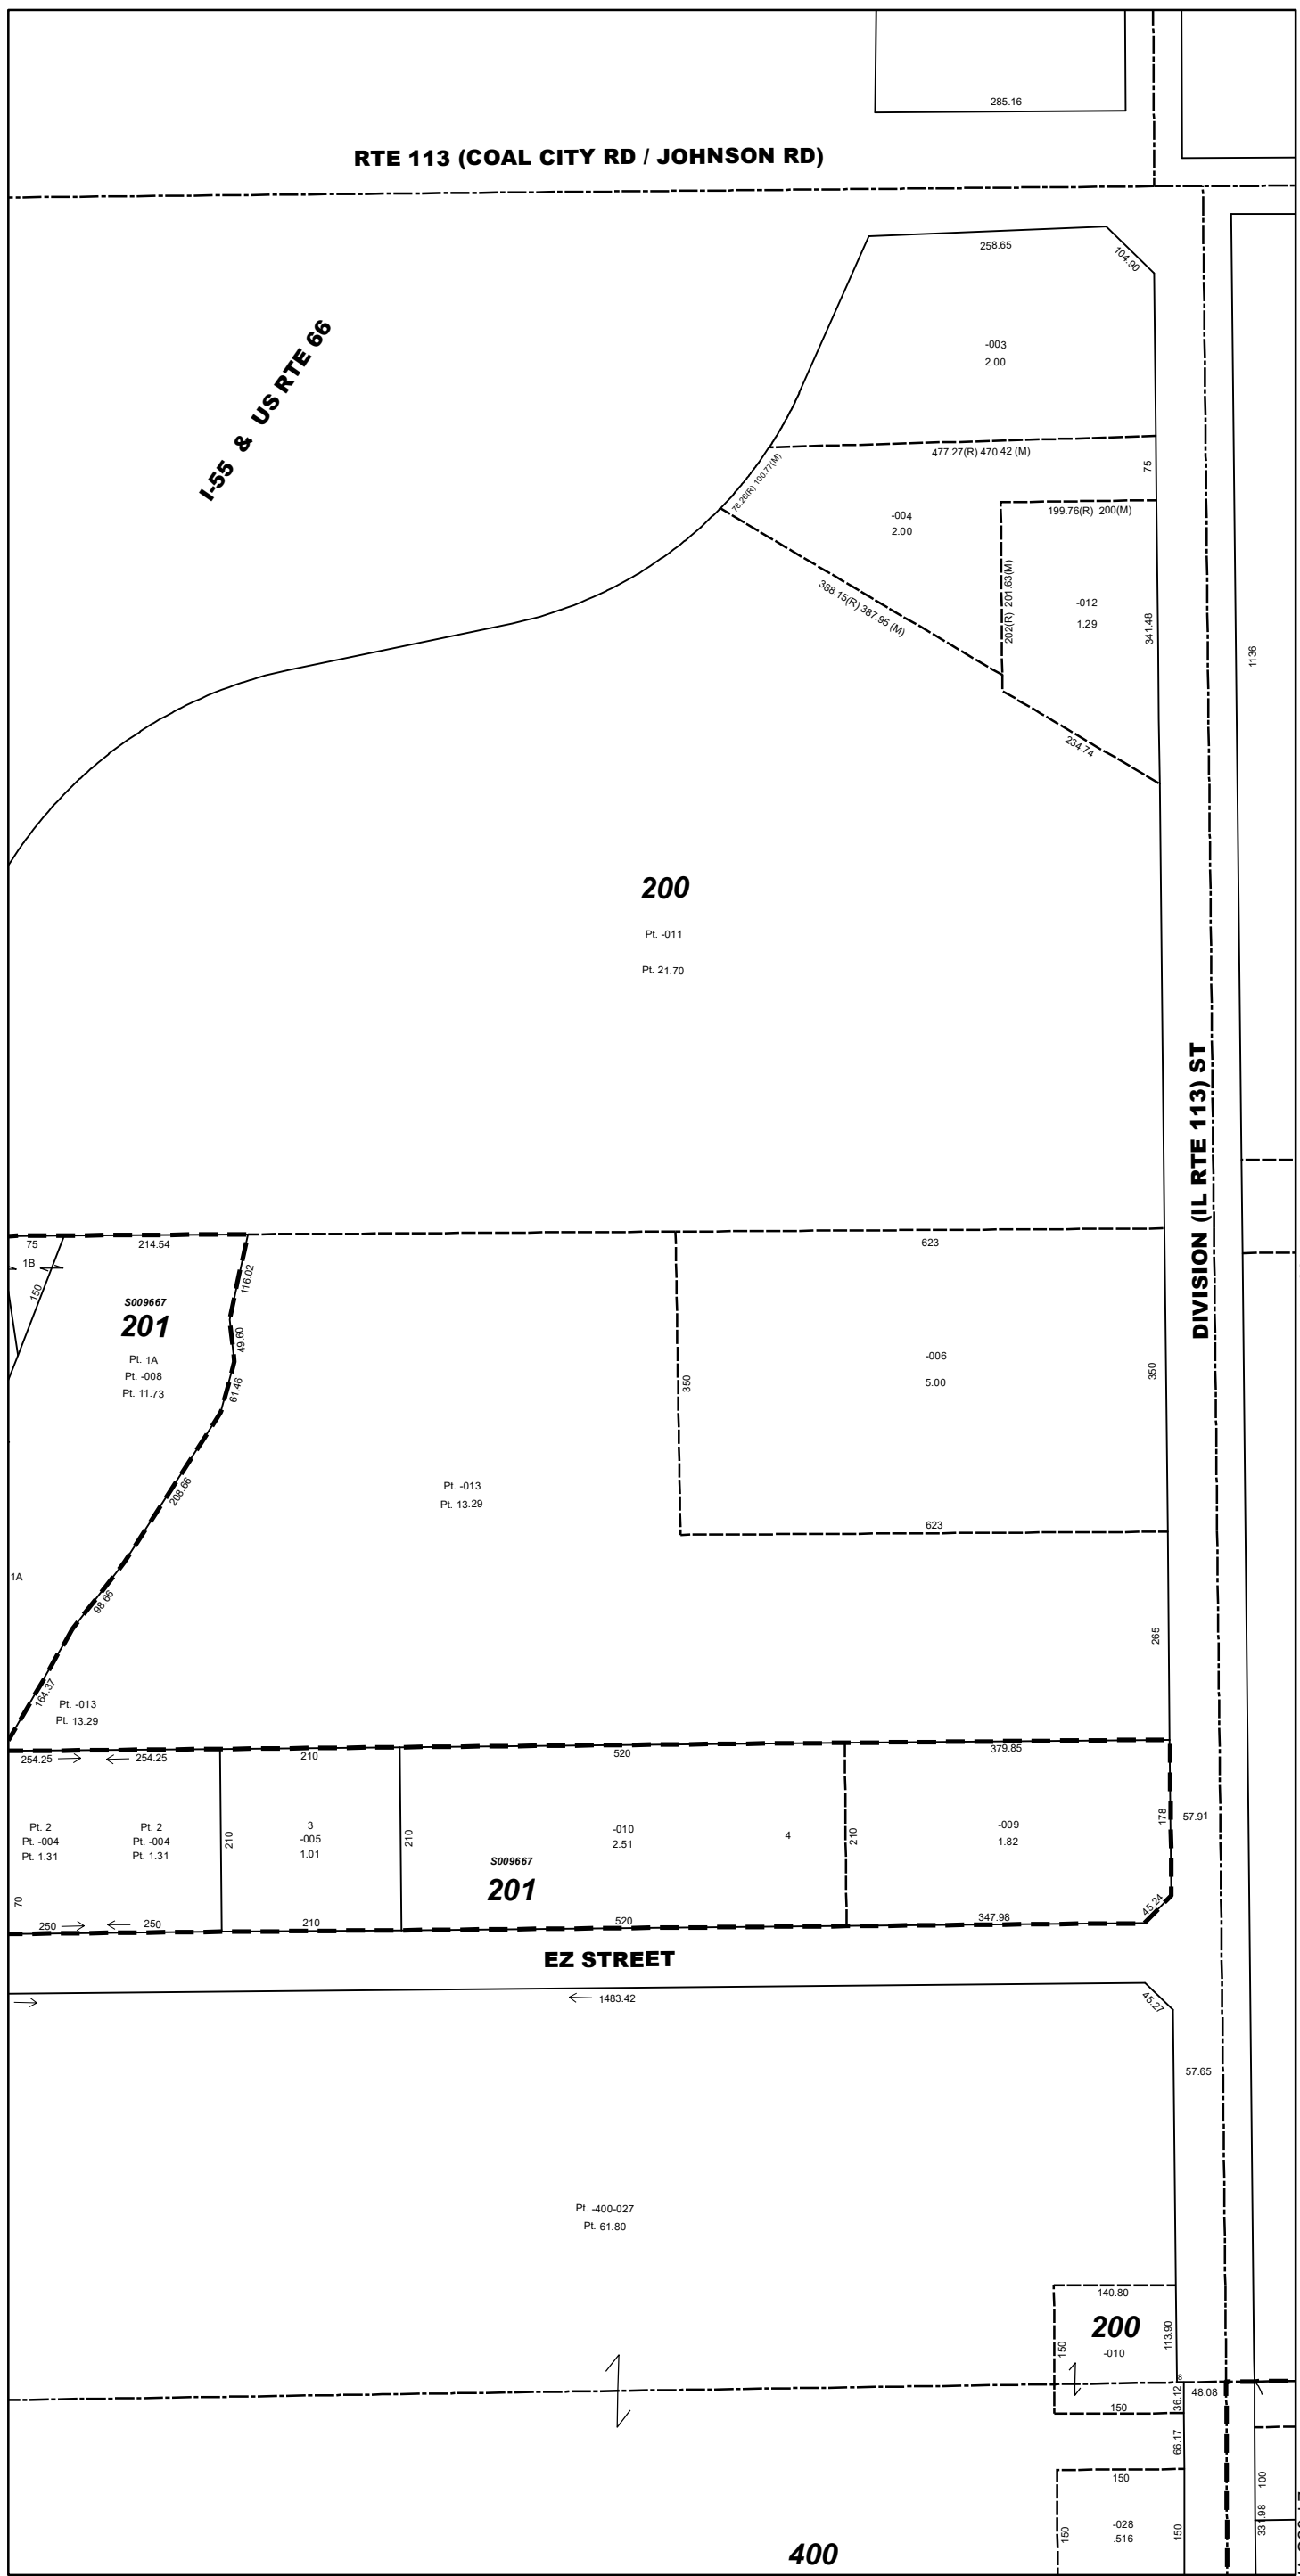 285.16
RTE 113 (COAL CITY RD / JOHNSON RD)
258.65
104.90
I-55 & US RTE 66
-003
2.00
477.27(R) 470.42 (M)
75
78.26(R) 100.77(M)
-004
2.00
199.76(R) 200(M)
388.15(R) 387.95 (M)
202(R) 201.63(M)
-012
1.29
341.48
1136
234.74
200
Pt. -011
Pt. 21.70
DIVISION (IL RTE 113) ST
75
214.54
623
1B
150
116.02
S009667
201
49.60
Pt. 1A
Pt. -008
Pt. 11.73
61.46
350
-006
5.00
350
208.66
Pt. -013
Pt. 13.29
623
1A
98.66
265
164.37
Pt. -013
Pt. 13.29
254.25
254.25
210
520
379.85
Pt. 2
Pt. -004
Pt. 1.31
Pt. 2
Pt. -004
Pt. 1.31
210
3
-005
1.01
210
-010
2.51
4
210
-009
1.82
178
57.91
S009667
201
70
250
250
210
520
347.98
45.24
EZ STREET
1483.42
45.27
57.65
Pt. -400-027
Pt. 61.80
140.80
200
-010
150
113.90
8
48.08
36.12
150
66.17
150
100
331.98
-028
.516
150
150
400